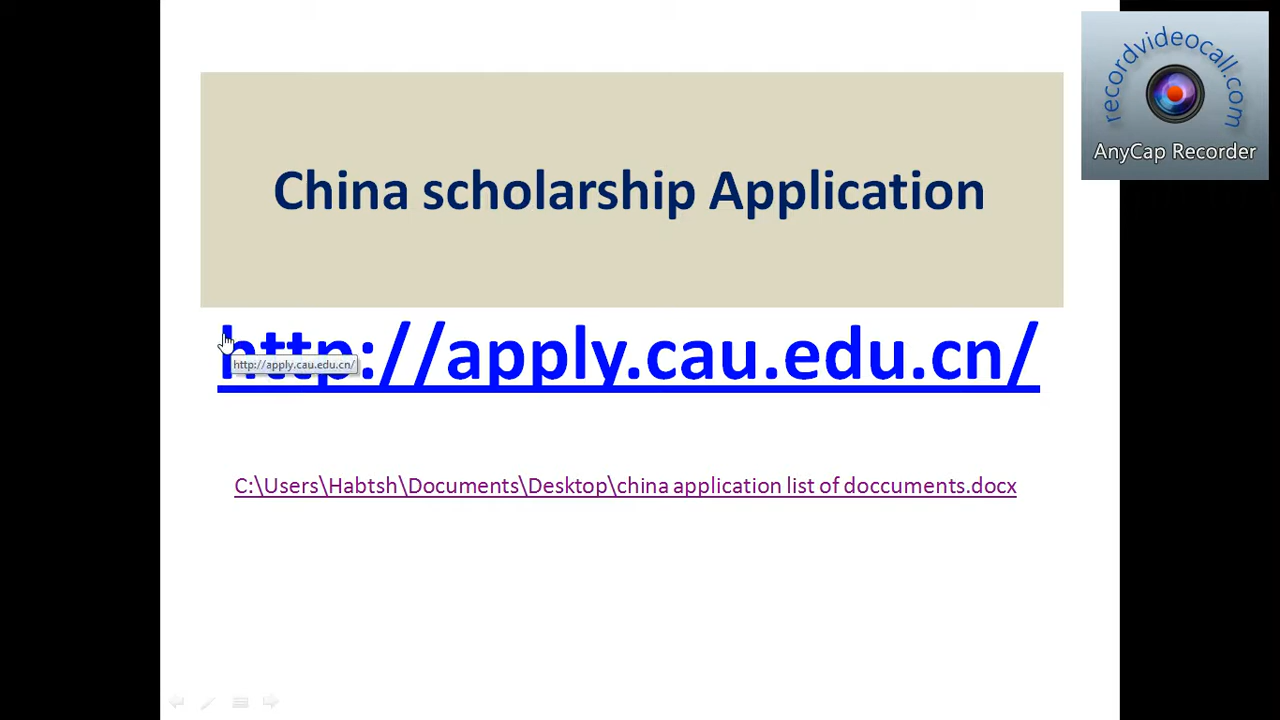 recordvideocall.com
AnyCap Recorder
China scholarship Application
http://apply.cau.edu.cn/
http://apply.cau.edu.cn/
C:\Users\Habtsh\Documents\Desktop\china application list of doccuments.docx